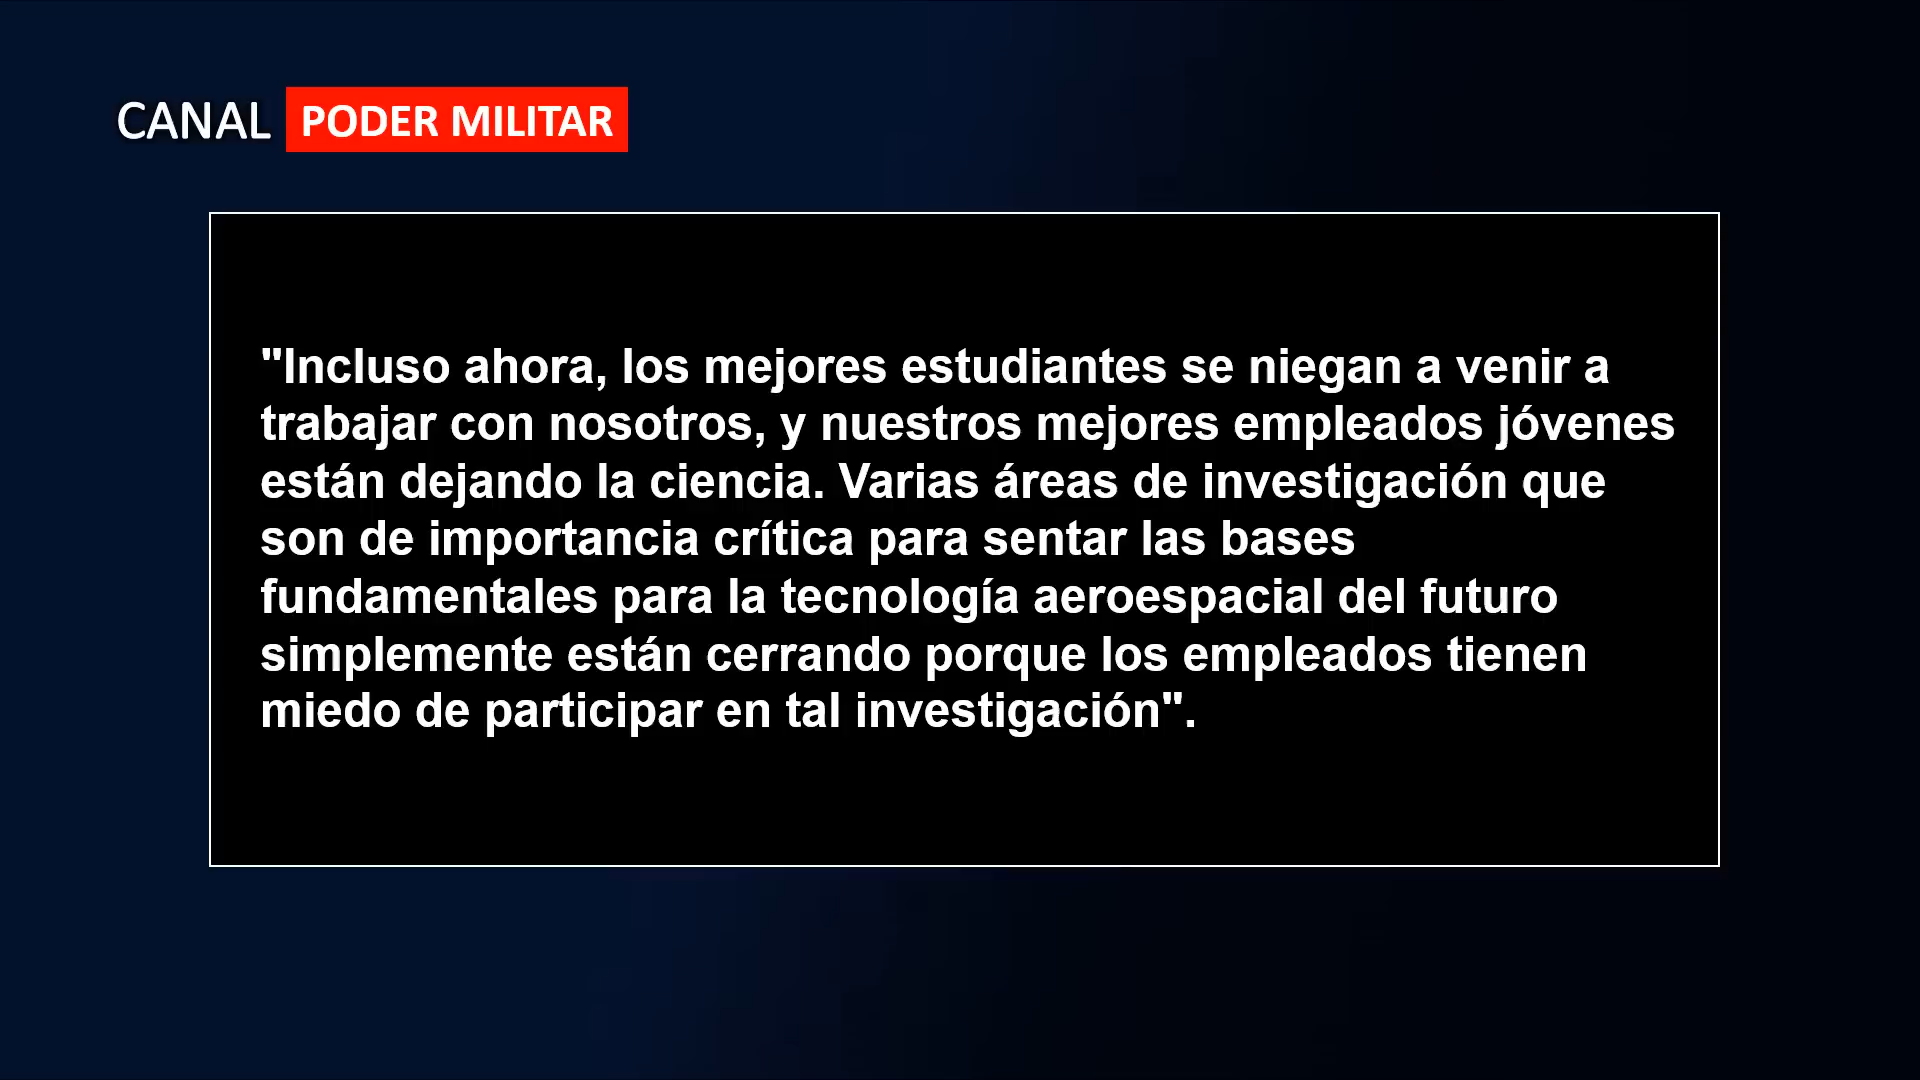 CANAL PODER MILITAR
"Incluso ahora, los mejores estudiantes se niegan a venir a
trabajar con nosotros, y nuestros mejores empleados jóvenes
están dejando la ciencia. Varias áreas de investigación que
son de importancia crítica para sentar las bases
fundamentales para la tecnología aeroespacial del futuro
simplemente están cerrando porque los empleados tienen
miedo de participar en tal investigación".